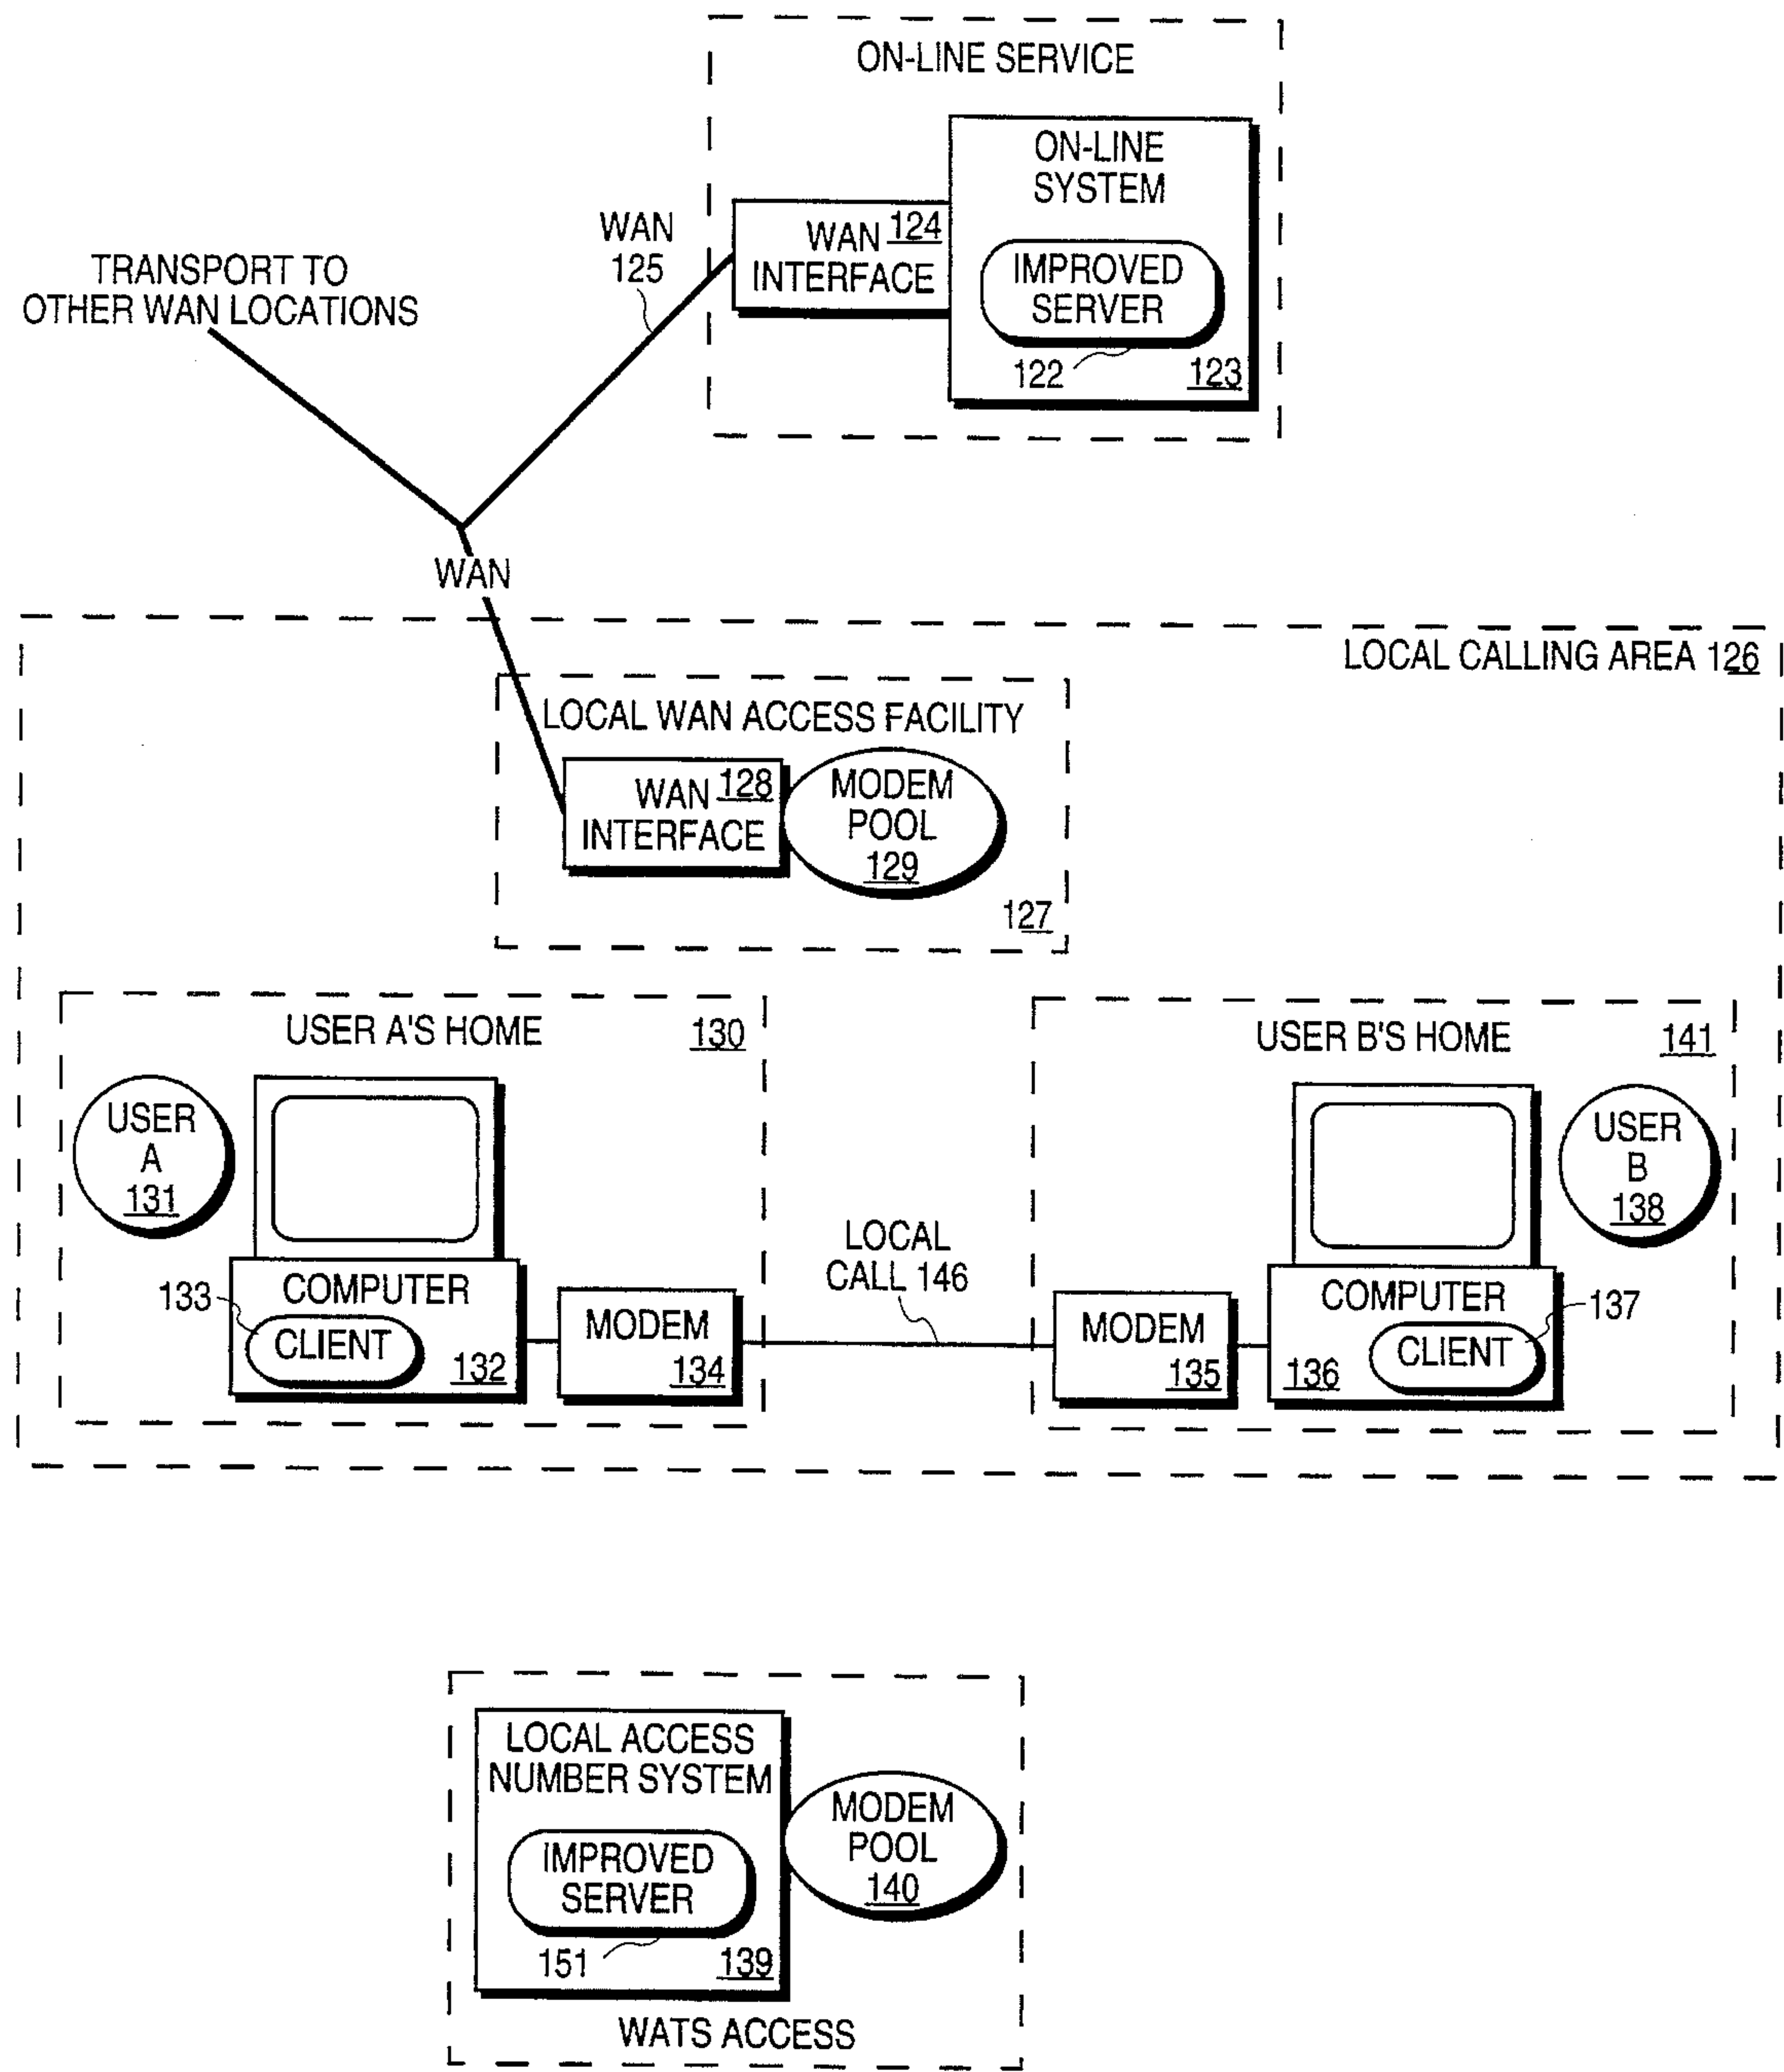 ON-LINE SERVICE
ON-LINE
SYSTEM
WAN 124
INTERFACE
IMPROVED
SERVER
122
123
WAN
125
TRANSPORT TO
OTHER WAN LOCATIONS
WAN
LOCAL CALLING AREA 126
LOCAL WAN ACCESS FACILITY
WAN 128
INTERFACE
MODEM
POOL
129
127
USER A'S HOME
130
USER
A
131
COMPUTER
133
CLIENT
132
MODEM
134
LOCAL
CALL 146
USER B'S HOME
141
USER
B
138
MODEM
135
COMPUTER
137
CLIENT
136
LOCAL ACCESS
NUMBER SYSTEM
IMPROVED
SERVER
151
139
MODEM
POOL
140
WATS ACCESS